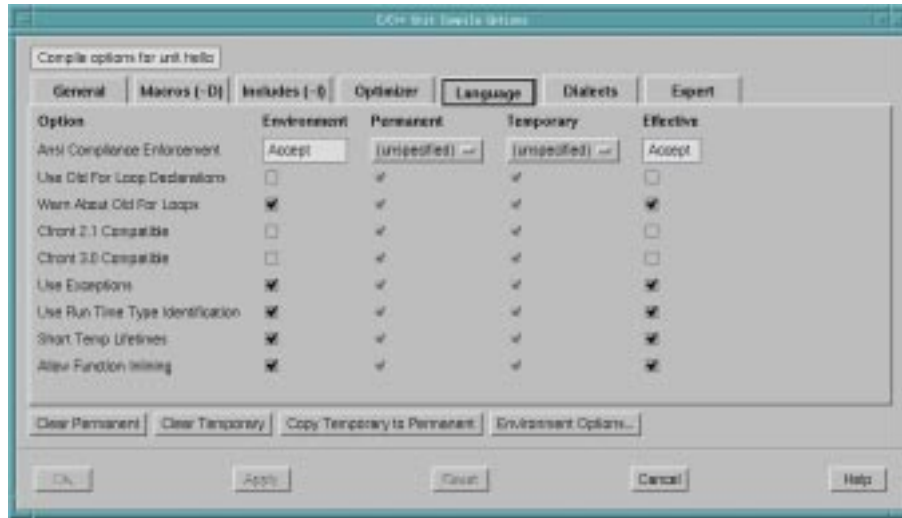 C/C++ Unit Compile Options
Compile options for unit hello
General Macros (-D) Includes (-I) Optimizer Language Dialects Expert
Option Environment Permanent Temporary Effective
Ansi Compliance Enforcement Accept (unspecified) (unspecified) Accept
Use Old For Loop Declarations
Warn About Old For Loops
Cfront 2.1 Compatible
Cfront 3.0 Compatible
Use Exceptions
Use Run Time Type Identification
Short Temp Lifetimes
Allow Function Inlining
Clear Permanent Clear Temporary Copy Temporary to Permanent Environment Options...
Ok Apply Reset Cancel Help